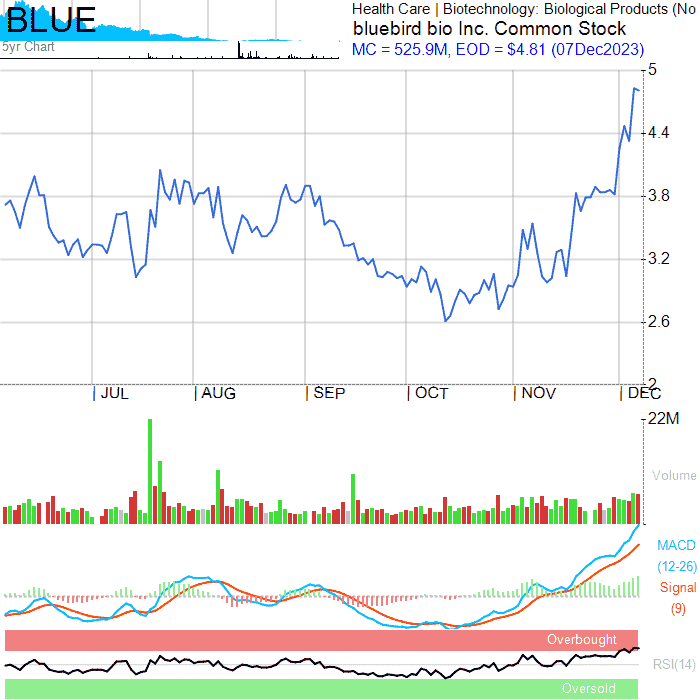 BLUE
5yr Chart
Health Care | Biotechnology: Biological Products (No
bluebird bio Inc. Common Stock
MC = 525.9M, EOD = $4.81 (07Dec2023)
5
4.4
3.8
3.2
2.6
2
JUL AUG SEP OCT NOV DEC
22M
Volume
MACD
(12-26)
Signal
(9)
Overbought
RSI(14)
Oversold